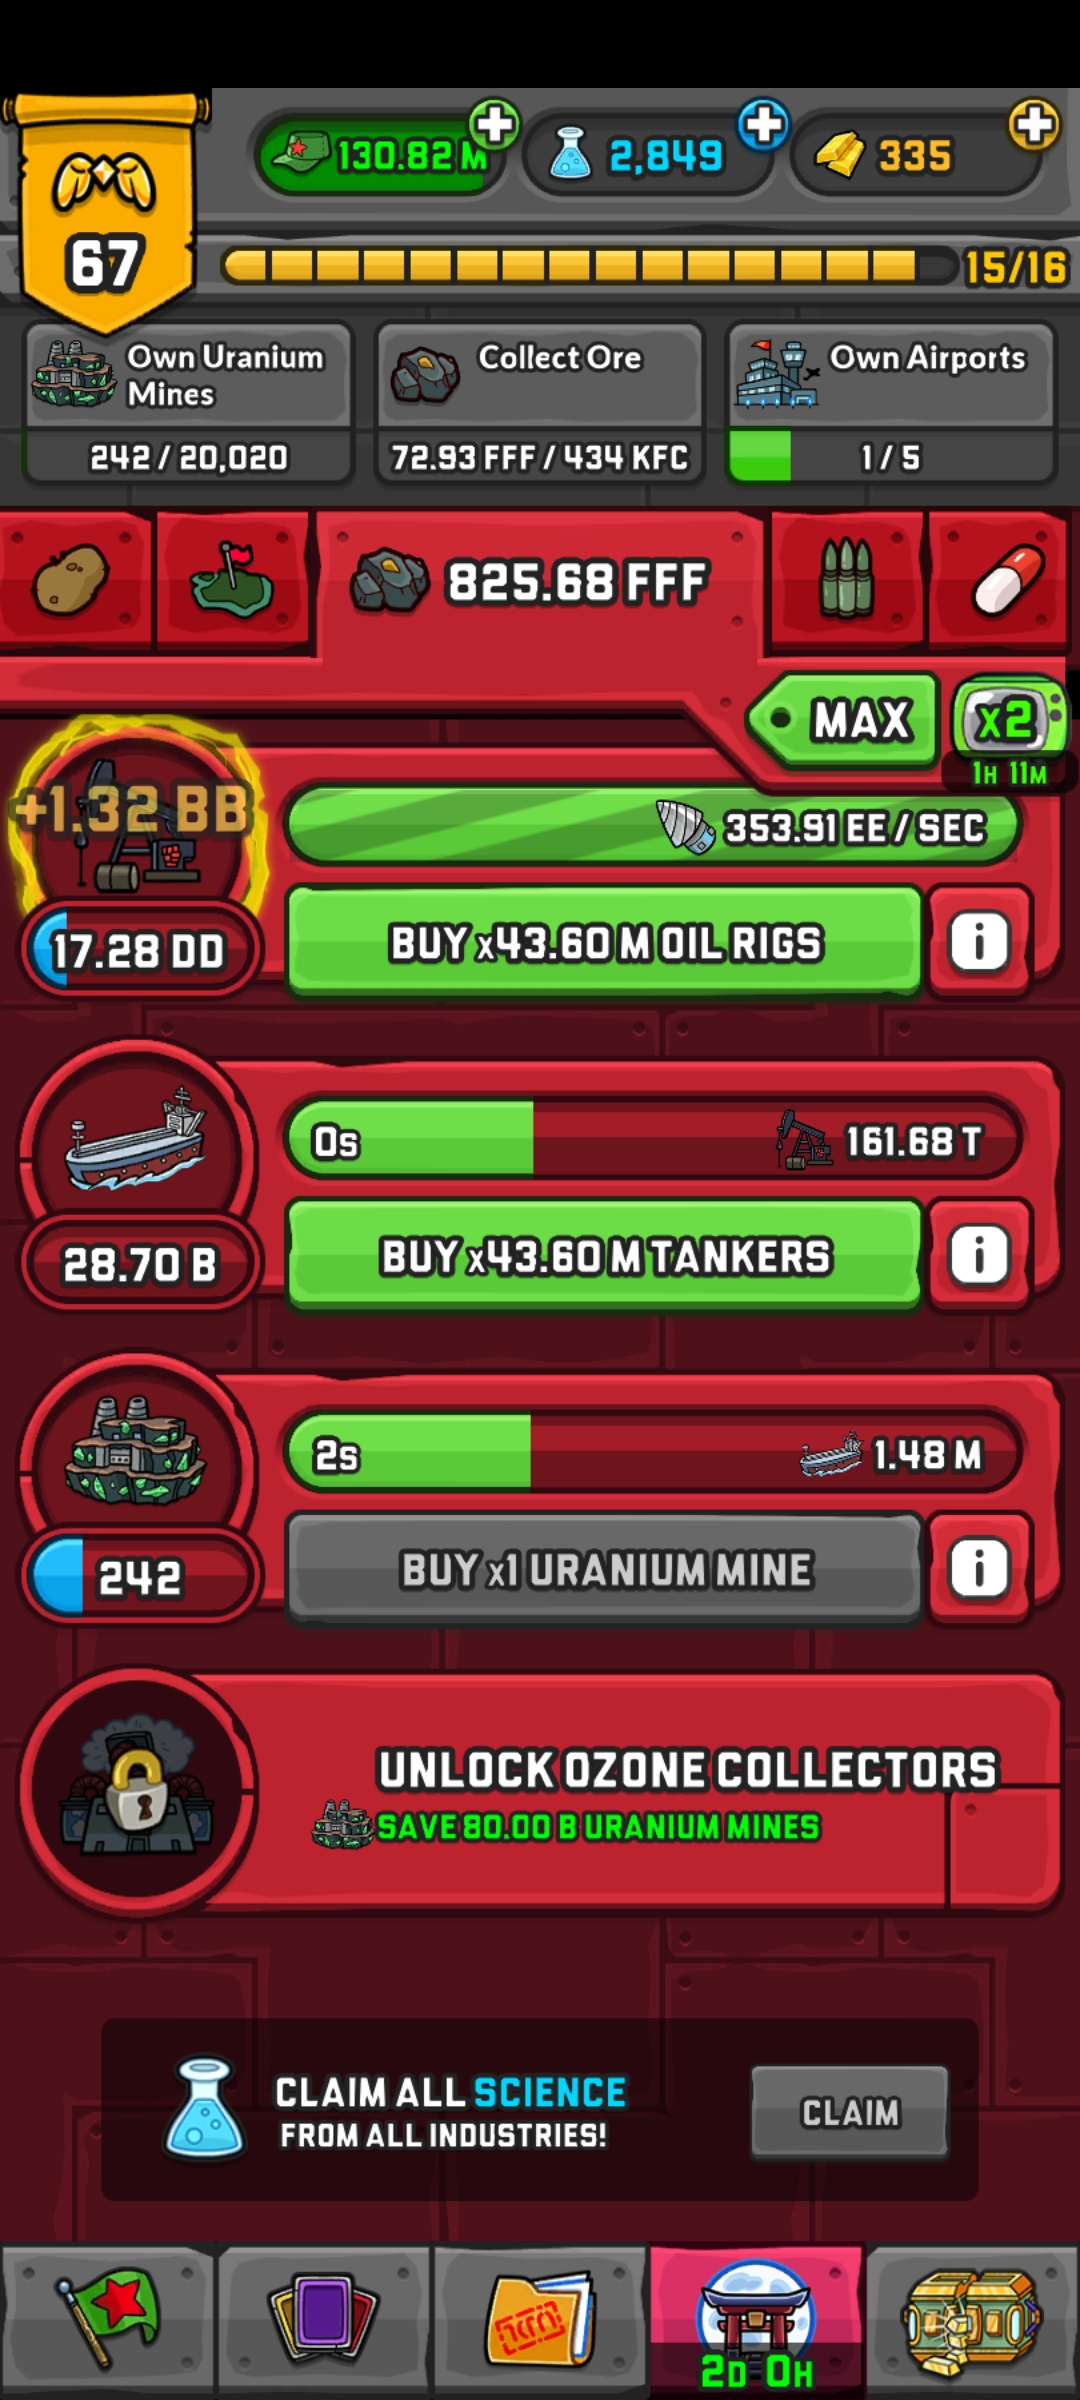 67
130.82 M
2,849
335
15/16
Own Uranium
Mines
242 / 20,020
Collect Ore
72.93 FFF / 434 KFC
Own Airports
1 / 5
825.68 FFF
MAX
x2
1H 11M
+1.32 BB
353.91 EE / SEC
17.28 DD
BUY x43.60 M OIL RIGS
i
0s
161.68 T
28.70 B
BUY x43.60 M TANKERS
i
2s
1.48 M
242
BUY x1 URANIUM MINE
i
UNLOCK OZONE COLLECTORS
SAVE 80.00 B URANIUM MINES
CLAIM ALL SCIENCE
FROM ALL INDUSTRIES!
CLAIM
2D 0H